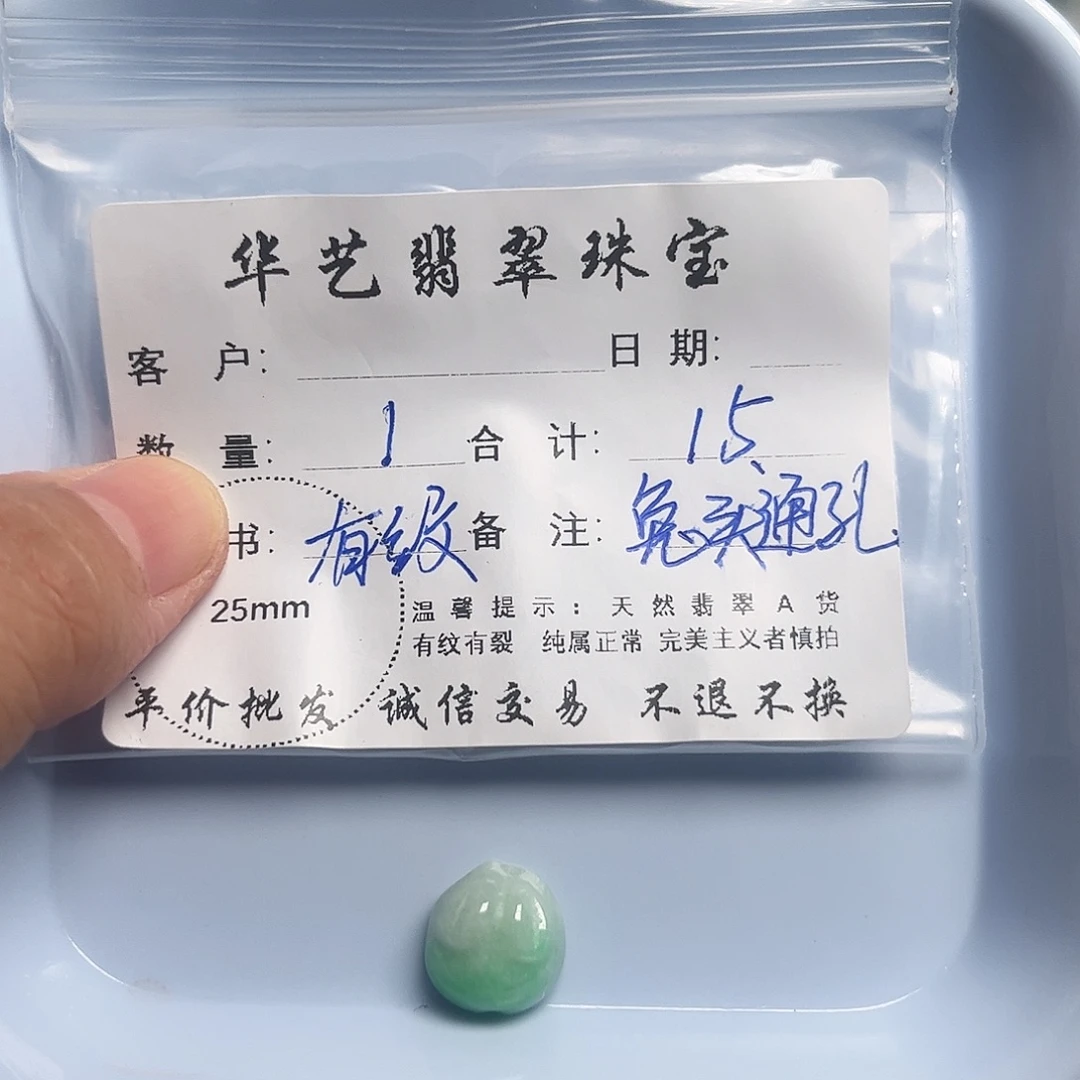 华艺翡翠珠宝
客户: 日期:
数量: 1 合计: 15
书: 有纹 备注: 兔头通孔
25mm
温馨提示: 天然翡翠A货
有纹有裂 纯属正常 完美主义者慎拍
平价批发 诚信交易 不退不换